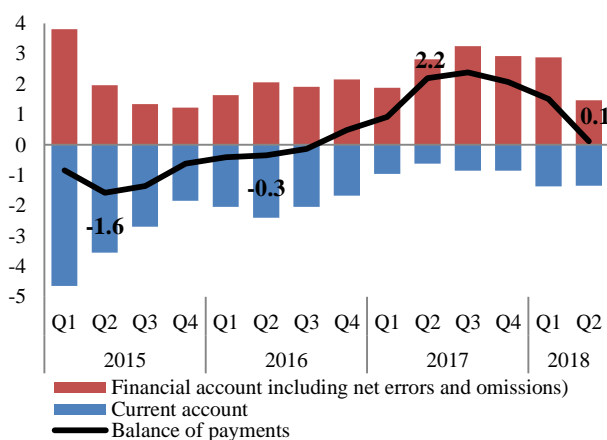 4
3
2
1
0
-1
-2
-3
-4
-5
-1.6
-0.3
2.2
0.1
Q1 Q2 Q3 Q4 Q1 Q2 Q3 Q4 Q1 Q2 Q3 Q4 Q1 Q2
2015 2016 2017 2018
Financial account including net errors and omissions)
Current account
Balance of payments